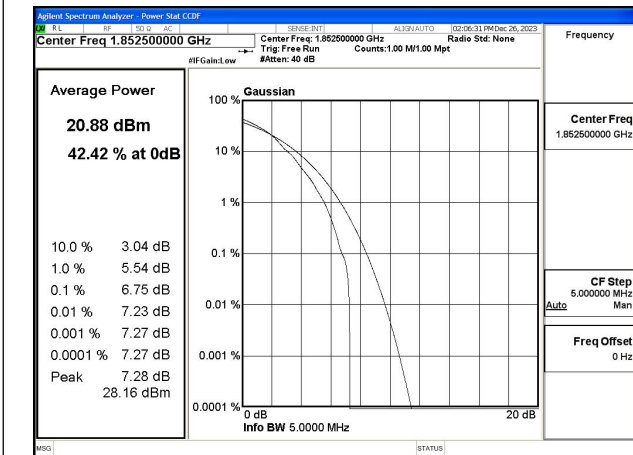 Agilent Spectrum Analyzer - Power Stat CCDF
RL RF 50 Ω AC SENSE:INT ALIGNAUTO 02:06:31 PM Dec 26, 2023
Center Freq 1.852500000 GHz
Center Freq: 1.852500000 GHz Radio Std: None
Trig: Free Run Counts:1.00 M/1.00 Mpt
#IFGain:Low #Atten: 40 dB
Frequency
Average Power
20.88 dBm
42.42 % at 0dB
10.0 % 3.04 dB
1.0 % 5.54 dB
0.1 % 6.75 dB
0.01 % 7.23 dB
0.001 % 7.27 dB
0.0001 % 7.27 dB
Peak 7.28 dB
28.16 dBm
Gaussian
100 %
10 %
1 %
0.1 %
0.01 %
0.001 %
0.0001 %
0 dB 20 dB
Info BW 5.0000 MHz
Center Freq
1.852500000 GHz
CF Step
5.000000 MHz
Auto Man
Freq Offset
0 Hz
MSG STATUS